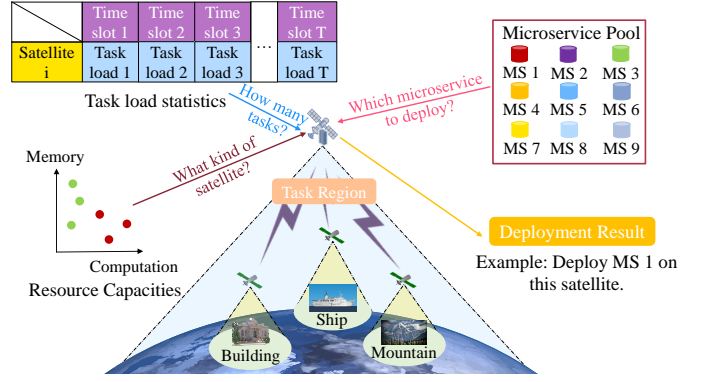 Time slot 1
Time slot 2
Time slot 3
Time slot T
Satellite i
Task load 1
Task load 2
Task load 3
...
Task load T
Task load statistics
How many tasks?
Which microservice to deploy?
Microservice Pool
MS 1 MS 2 MS 3
MS 4 MS 5 MS 6
MS 7 MS 8 MS 9
Memory
What kind of satellite?
Computation
Resource Capacities
Task Region
Deployment Result
Example: Deploy MS 1 on
this satellite.
Ship
Building
Mountain